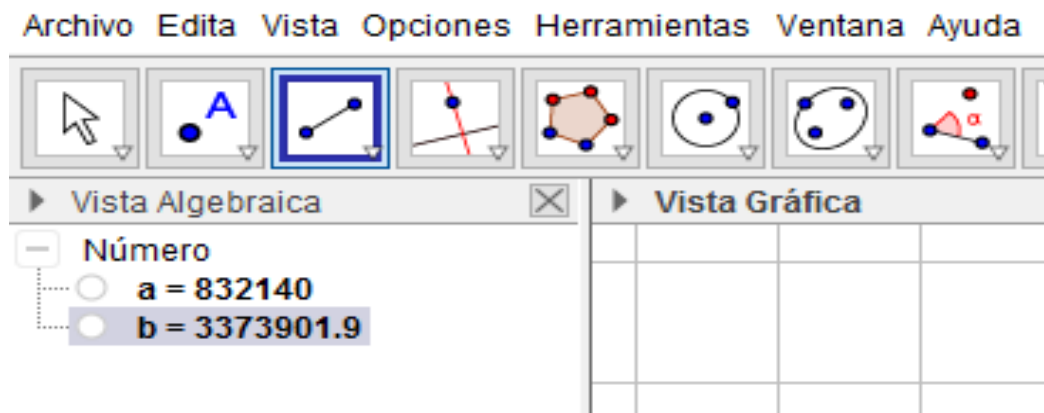 Archivo Edita Vista Opciones Herramientas Ventana Ayuda
A
α
Vista Algebraica
Vista Gráfica
Número
a = 832140
b = 3373901.9